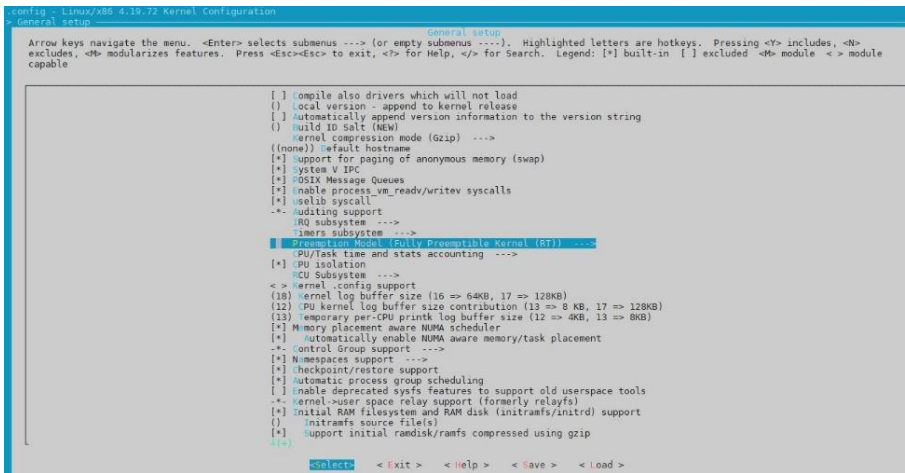 .config - Linux/x86 4.19.72 Kernel Configuration
> General setup
General setup
Arrow keys navigate the menu.  <Enter> selects submenus ---> (or empty submenus ----).  Highlighted letters are hotkeys.  Pressing <Y> includes, <N>
excludes, <M> modularizes features.  Press <Esc><Esc> to exit, <?> for Help, </> for Search.  Legend: [*] built-in  [ ] excluded  <M> module  < > module
capable
[ ] Compile also drivers which will not load
() Local version - append to kernel release
[ ] Automatically append version information to the version string
() Build ID Salt (NEW)
Kernel compression mode (Gzip)  --->
((none)) Default hostname
[*] Support for paging of anonymous memory (swap)
[*] System V IPC
[*] POSIX Message Queues
[*] Enable process_vm_readv/writev syscalls
[*] uselib syscall
-*- Auditing support
IRQ subsystem  --->
Timers subsystem  --->
Preemption Model (Fully Preemptible Kernel (RT))  --->
CPU/Task time and stats accounting  --->
[*] CPU isolation
RCU Subsystem  --->
< > Kernel .config support
(18) Kernel log buffer size (16 => 64KB, 17 => 128KB)
(12) CPU kernel log buffer size contribution (13 => 8 KB, 17 => 128KB)
(13) Temporary per-CPU printk log buffer size (12 => 4KB, 13 => 8KB)
[*] Memory placement aware NUMA scheduler
[*]   Automatically enable NUMA aware memory/task placement
-*- Control Group support  --->
[*] Namespaces support  --->
[*] Checkpoint/restore support
[*] Automatic process group scheduling
[ ] Enable deprecated sysfs features to support old userspace tools
-*- Kernel->user space relay support (formerly relayfs)
[*] Initial RAM filesystem and RAM disk (initramfs/initrd) support
()    Initramfs source file(s)
[*]   Support initial ramdisk/ramfs compressed using gzip
↓(+)
<Select>    < Exit >    < Help >    < Save >    < Load >